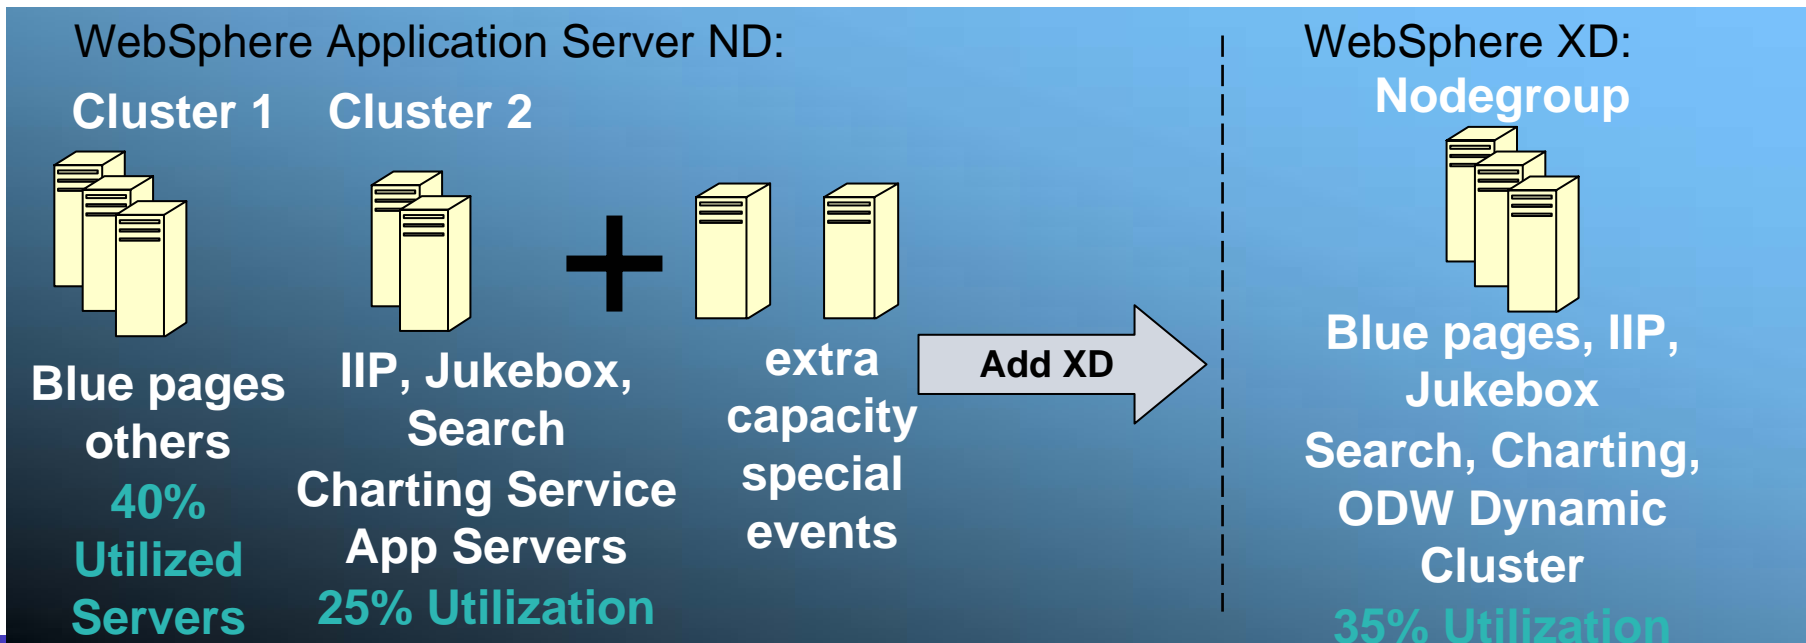 WebSphere Application Server ND:
Cluster 1
Blue pages
others
40%
Utilized
Servers
Cluster 2
IIP, Jukebox,
Search
Charting Service
App Servers
25% Utilization
extra
capacity
special
events
Add XD
WebSphere XD:
Nodegroup
Blue pages, IIP,
Jukebox
Search, Charting,
ODW Dynamic
Cluster
35% Utilization